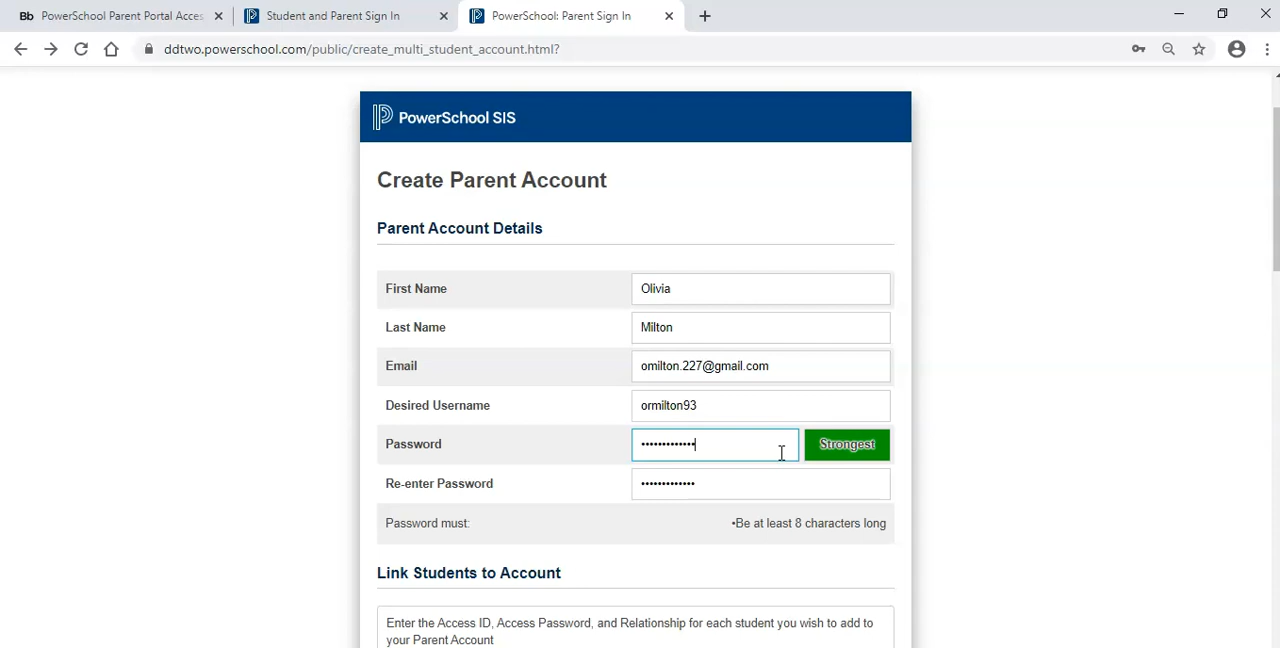 Bb PowerSchool Parent Portal Acces
Student and Parent Sign In
PowerSchool: Parent Sign In
ddtwo.powerschool.com/public/create_multi_student_account.html?
PowerSchool SIS
Create Parent Account
Parent Account Details
First Name Olivia
Last Name Milton
Email omilton.227@gmail.com
Desired Username ormilton93
Password ••••••••••••• Strongest
Re-enter Password •••••••••••••
Password must: •Be at least 8 characters long
Link Students to Account
Enter the Access ID, Access Password, and Relationship for each student you wish to add to
your Parent Account